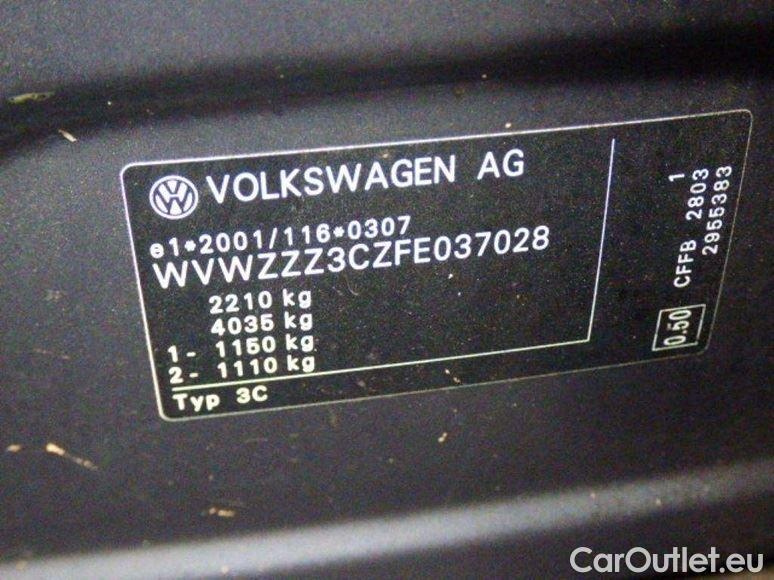 VOLKSWAGEN AG
e1*2001/116*0307
WVWZZZ3CZFE037028
2210 kg
4035 kg
1- 1150 kg
2- 1110 kg
Typ 3C
1
CFFB 2803
2955383
0.50
CarOutlet.eu